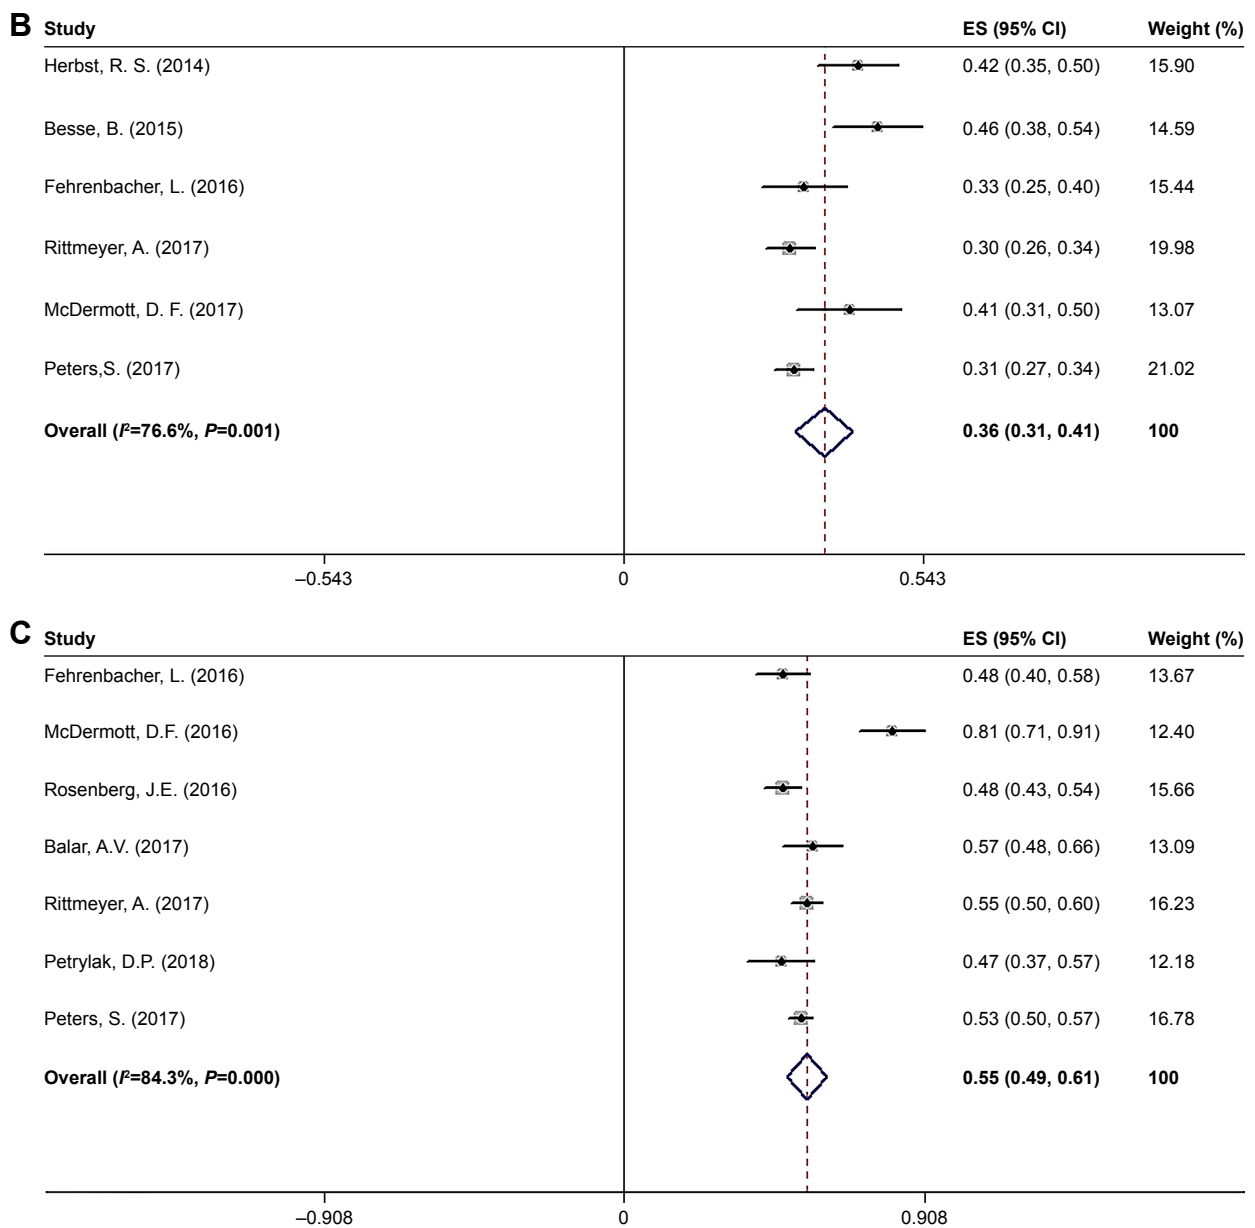 B Study ES (95% CI) Weight (%)
Herbst, R. S. (2014) 0.42 (0.35, 0.50) 15.90
Besse, B. (2015) 0.46 (0.38, 0.54) 14.59
Fehrenbacher, L. (2016) 0.33 (0.25, 0.40) 15.44
Rittmeyer, A. (2017) 0.30 (0.26, 0.34) 19.98
McDermott, D. F. (2017) 0.41 (0.31, 0.50) 13.07
Peters,S. (2017) 0.31 (0.27, 0.34) 21.02
Overall (I²=76.6%, P=0.001) 0.36 (0.31, 0.41) 100
–0.543 0 0.543
C Study ES (95% CI) Weight (%)
Fehrenbacher, L. (2016) 0.48 (0.40, 0.58) 13.67
McDermott, D.F. (2016) 0.81 (0.71, 0.91) 12.40
Rosenberg, J.E. (2016) 0.48 (0.43, 0.54) 15.66
Balar, A.V. (2017) 0.57 (0.48, 0.66) 13.09
Rittmeyer, A. (2017) 0.55 (0.50, 0.60) 16.23
Petrylak, D.P. (2018) 0.47 (0.37, 0.57) 12.18
Peters, S. (2017) 0.53 (0.50, 0.57) 16.78
Overall (I²=84.3%, P=0.000) 0.55 (0.49, 0.61) 100
–0.908 0 0.908